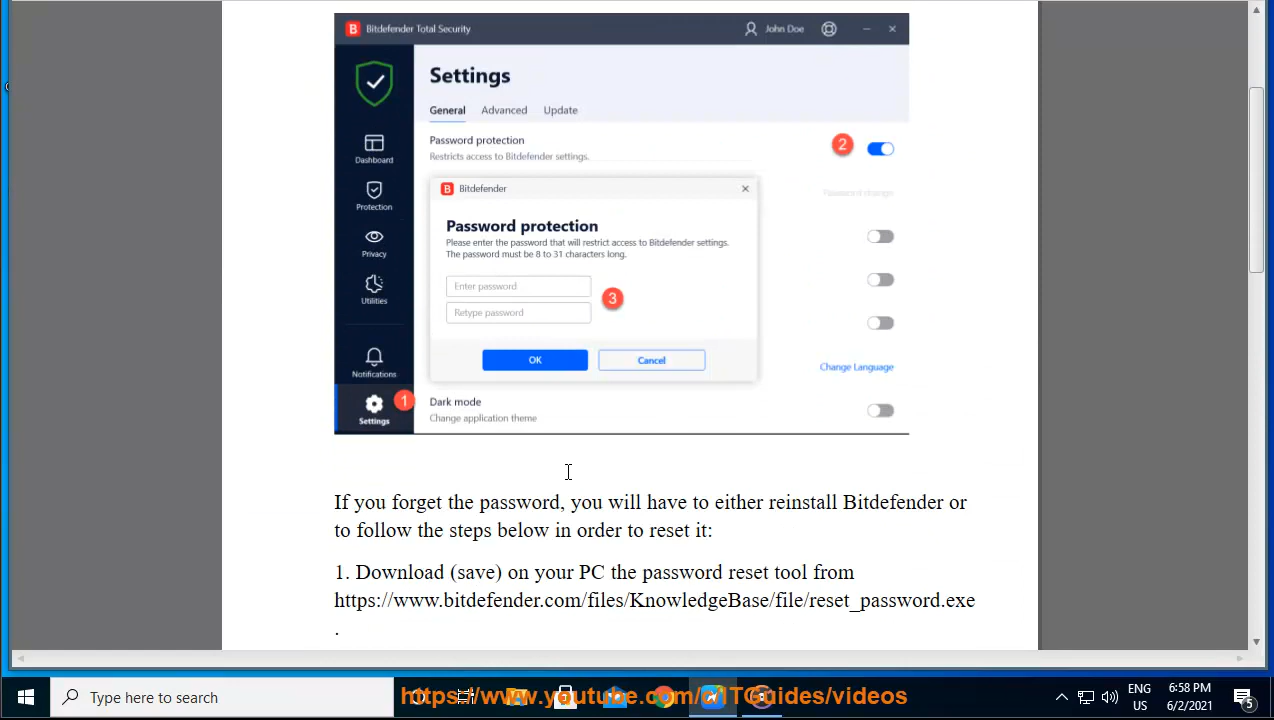 Bitdefender Total Security
John Doe
Settings
General Advanced Update
Password protection
Restricts access to Bitdefender settings.
2
Dashboard
Password change
Bitdefender
Protection
Password protection
Please enter the password that will restrict access to Bitdefender settings.
The password must be 8 to 31 characters long.
Privacy
Enter password
Utilities
3
Retype password
OK Cancel
Change Language
Notifications
Dark mode
Change application theme
Settings
1
If you forget the password, you will have to either reinstall Bitdefender or
to follow the steps below in order to reset it:
1. Download (save) on your PC the password reset tool from
https://www.bitdefender.com/files/KnowledgeBase/file/reset_password.exe
.
Type here to search
ENG
US
6:58 PM
6/2/2021
5